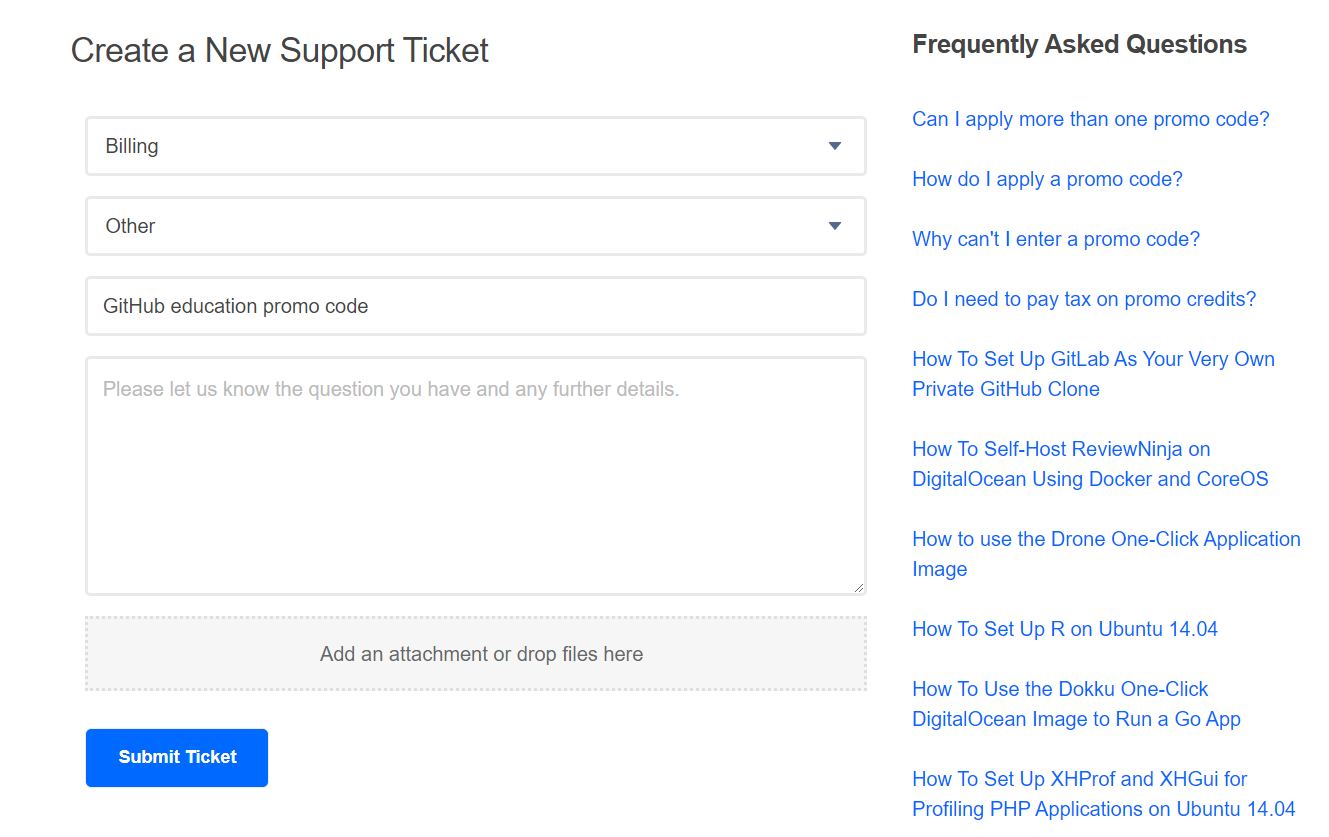 Create a New Support Ticket
Billing
Other
GitHub education promo code
Please let us know the question you have and any further details.
Add an attachment or drop files here
Submit Ticket
Frequently Asked Questions
Can I apply more than one promo code?
How do I apply a promo code?
Why can't I enter a promo code?
Do I need to pay tax on promo credits?
How To Set Up GitLab As Your Very Own
Private GitHub Clone
How To Self-Host ReviewNinja on
DigitalOcean Using Docker and CoreOS
How to use the Drone One-Click Application
Image
How To Set Up R on Ubuntu 14.04
How To Use the Dokku One-Click
DigitalOcean Image to Run a Go App
How To Set Up XHProf and XHGui for
Profiling PHP Applications on Ubuntu 14.04